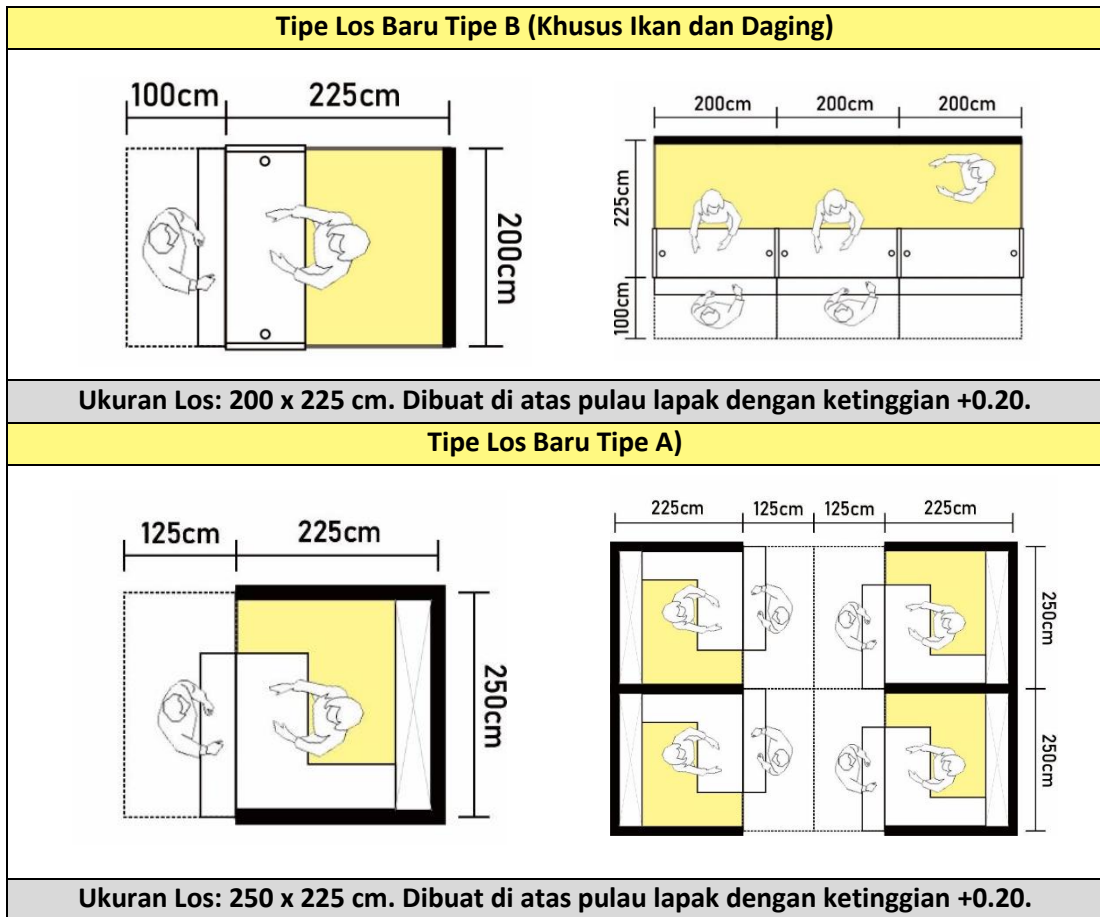 Tipe Los Baru Tipe B (Khusus Ikan dan Daging)
100cm 225cm
200cm
200cm 200cm 200cm
225cm
100cm
Ukuran Los: 200 x 225 cm. Dibuat di atas pulau lapak dengan ketinggian +0.20.
Tipe Los Baru Tipe A)
125cm 225cm
250cm
225cm 125cm 125cm 225cm
250cm
250cm
Ukuran Los: 250 x 225 cm. Dibuat di atas pulau lapak dengan ketinggian +0.20.